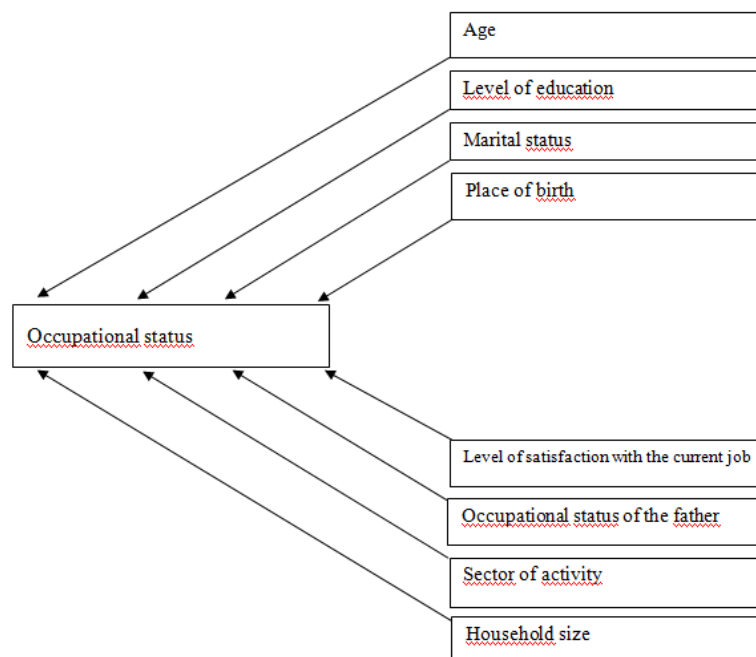 Age
Level of education
Marital status
Place of birth
Occupational status
Level of satisfaction with the current job
Occupational status of the father
Sector of activity
Household size